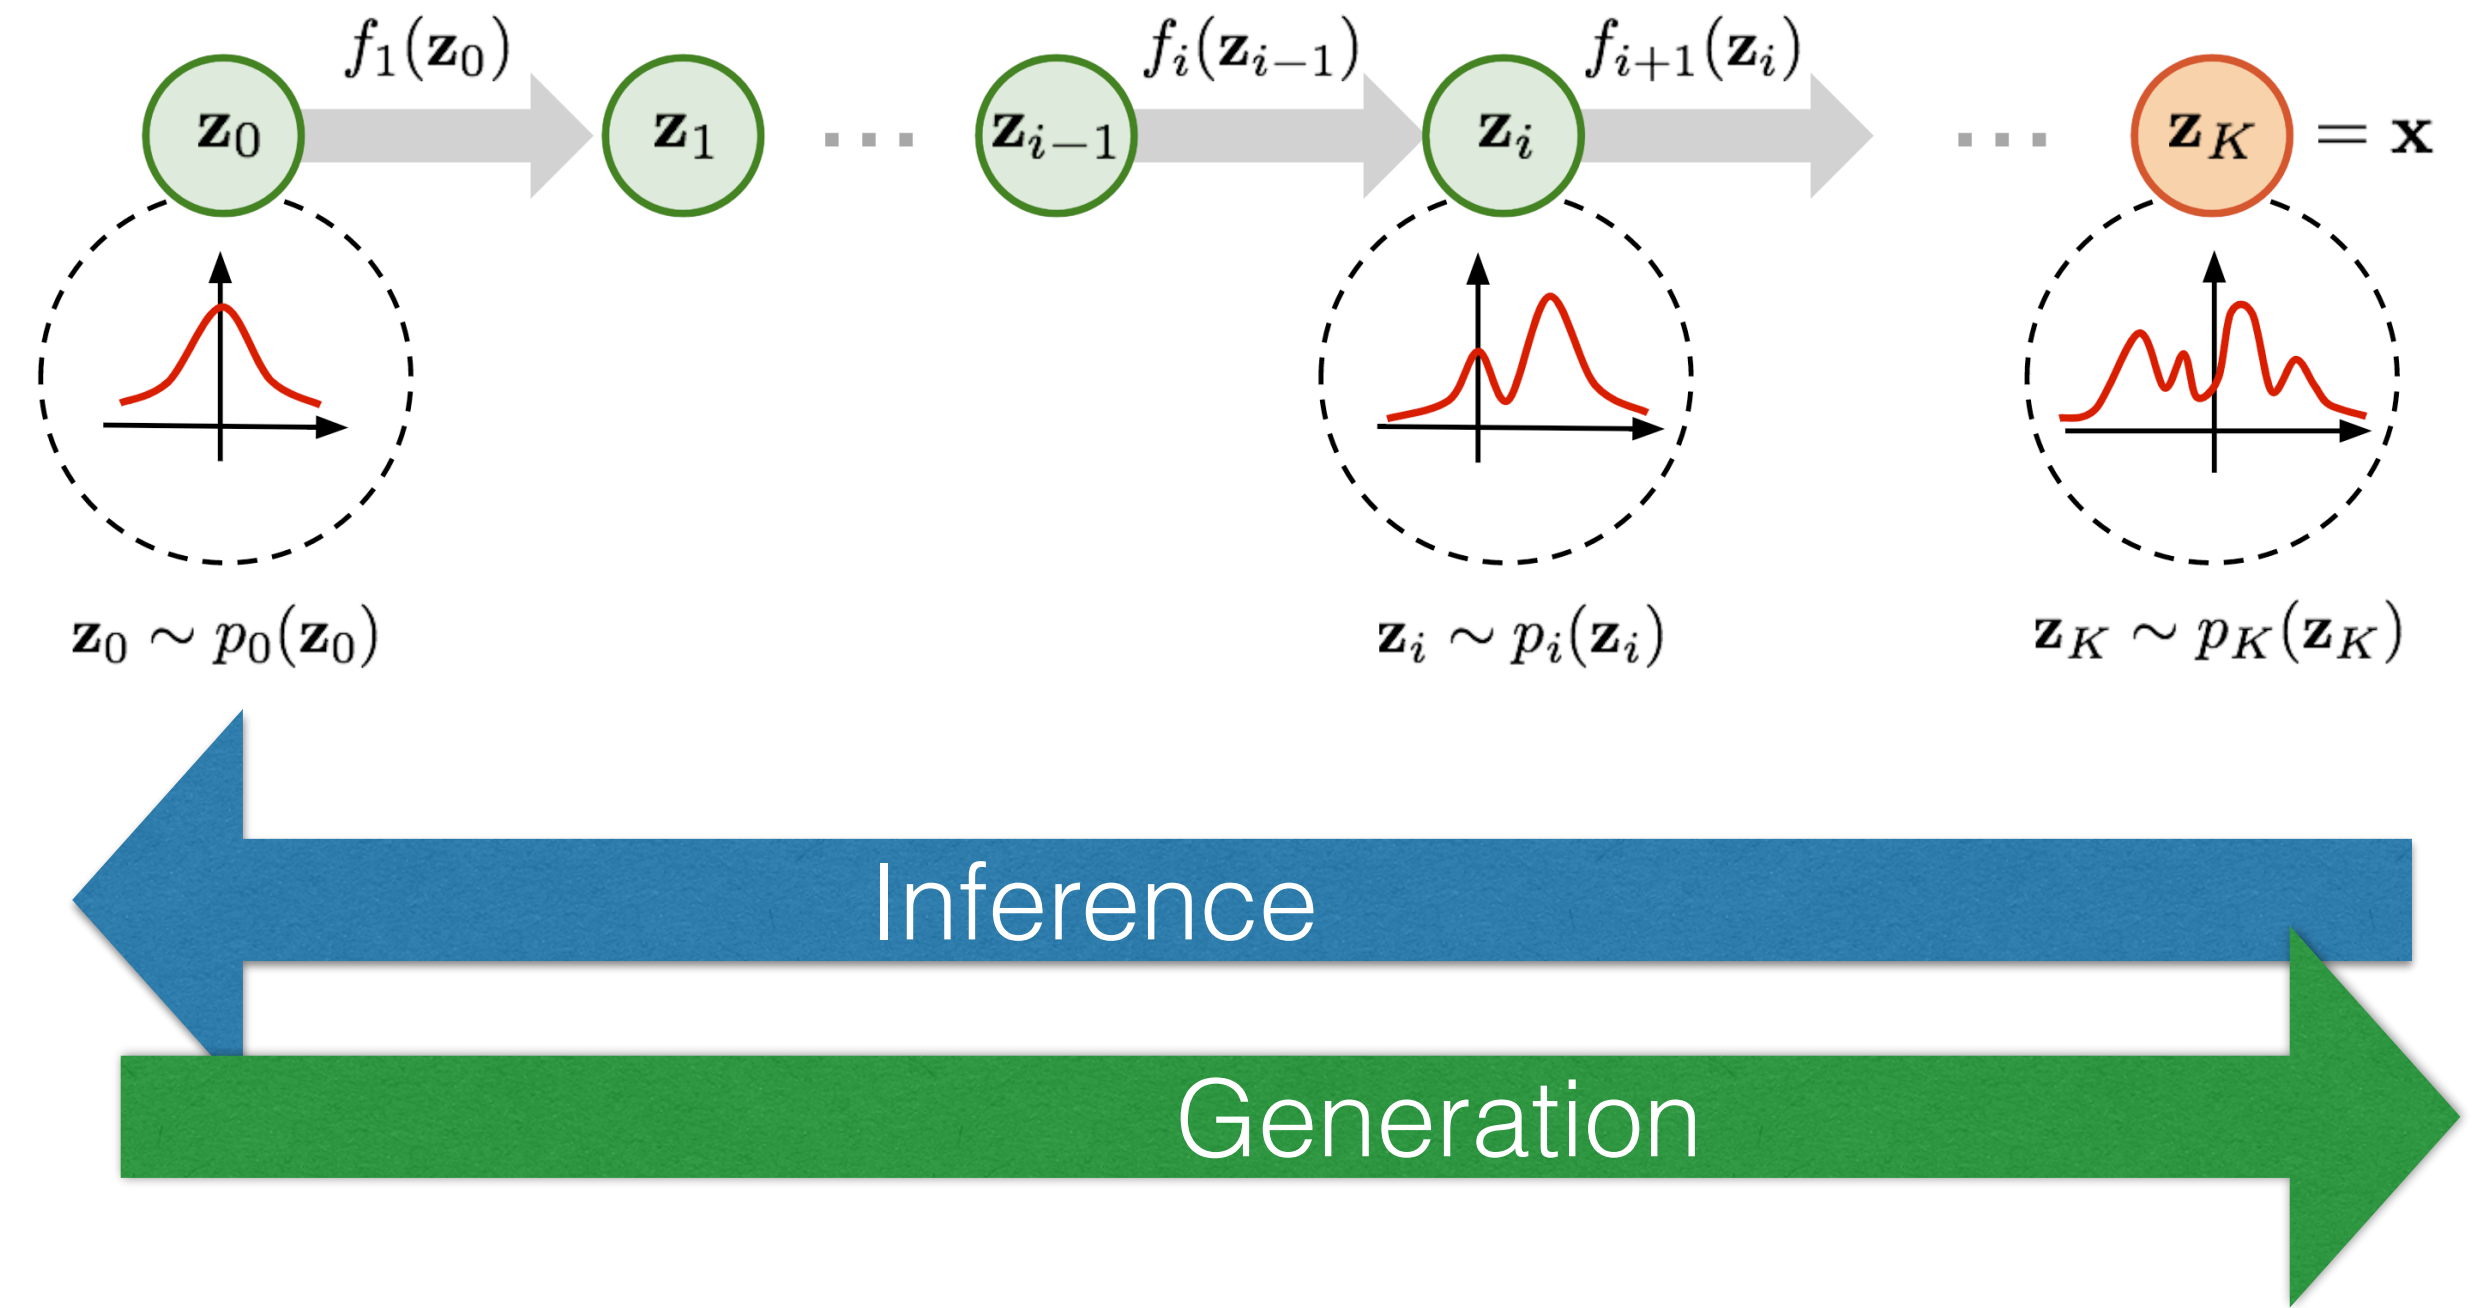 f₁(z₀) fᵢ(zᵢ₋₁) fᵢ₊₁(zᵢ)
z₀ z₁ ... zᵢ₋₁ zᵢ ... z_K = x
z₀ ∼ p₀(z₀) zᵢ ∼ pᵢ(zᵢ) z_K ∼ p_K(z_K)
Inference
Generation